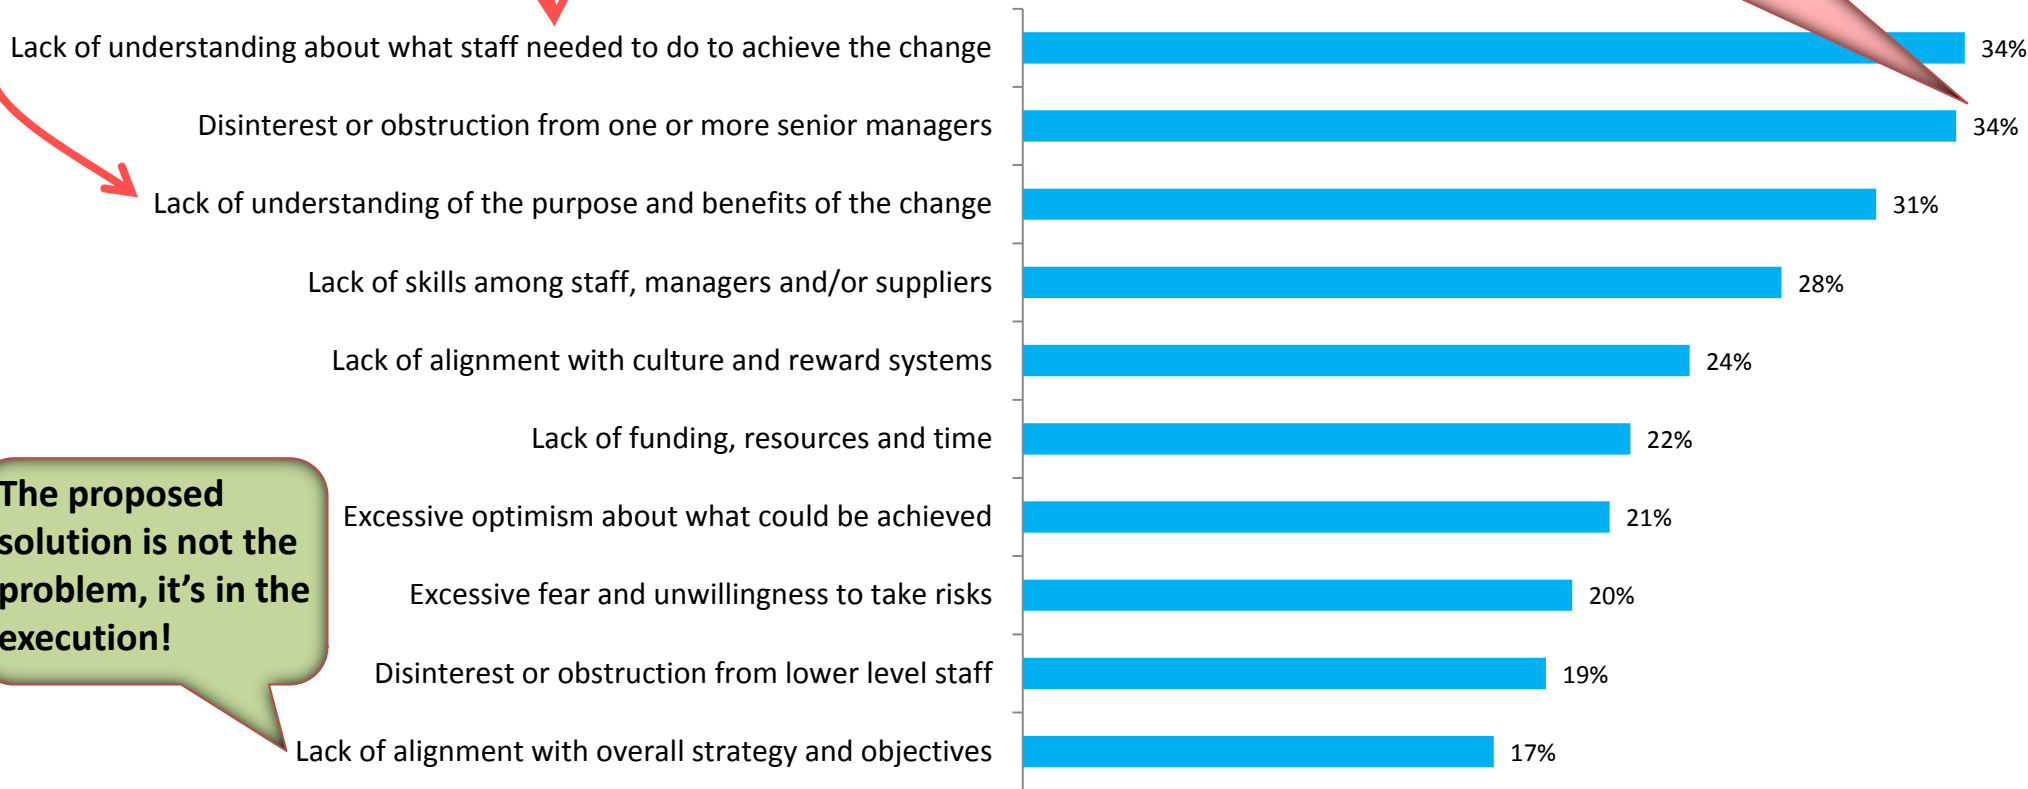 Lack of understanding about what staff needed to do to achieve the change
34%
Disinterest or obstruction from one or more senior managers
34%
Lack of understanding of the purpose and benefits of the change
31%
Lack of skills among staff, managers and/or suppliers
28%
Lack of alignment with culture and reward systems
24%
Lack of funding, resources and time
22%
The proposed
solution is not the
problem, it’s in the
execution!
Excessive optimism about what could be achieved
21%
Excessive fear and unwillingness to take risks
20%
Disinterest or obstruction from lower level staff
19%
Lack of alignment with overall strategy and objectives
17%